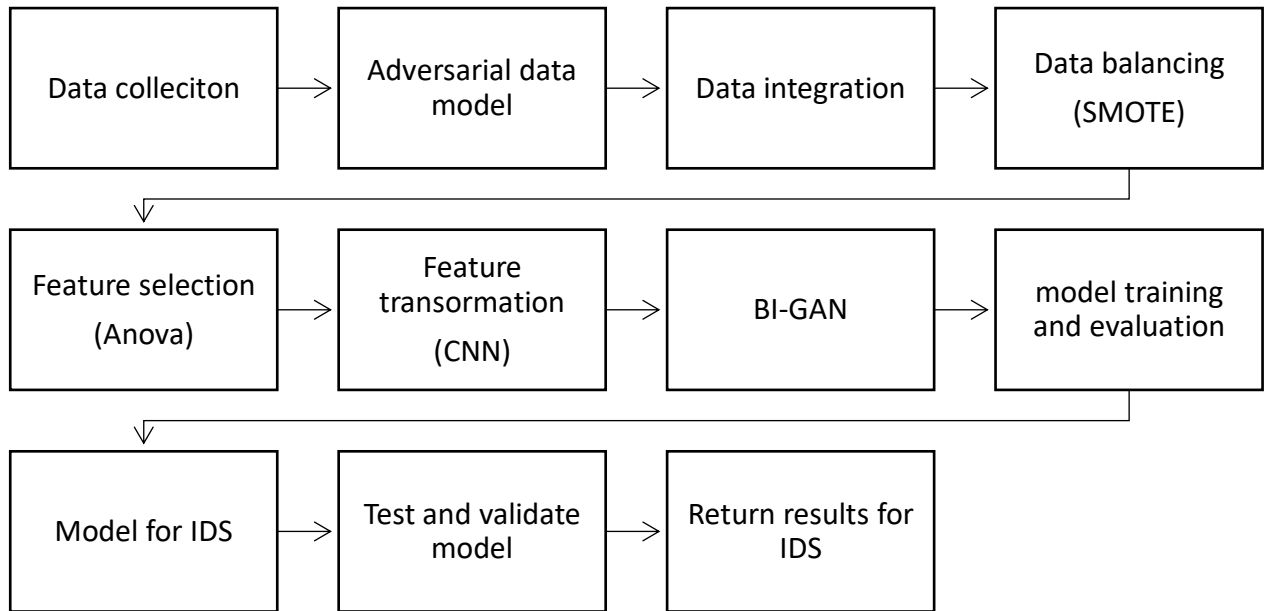 Data colleciton
Adversarial data
model
Data integration
Data balancing
(SMOTE)
Feature selection
(Anova)
Feature
transormation
(CNN)
BI-GAN
model training
and evaluation
Model for IDS
Test and validate
model
Return results for
IDS